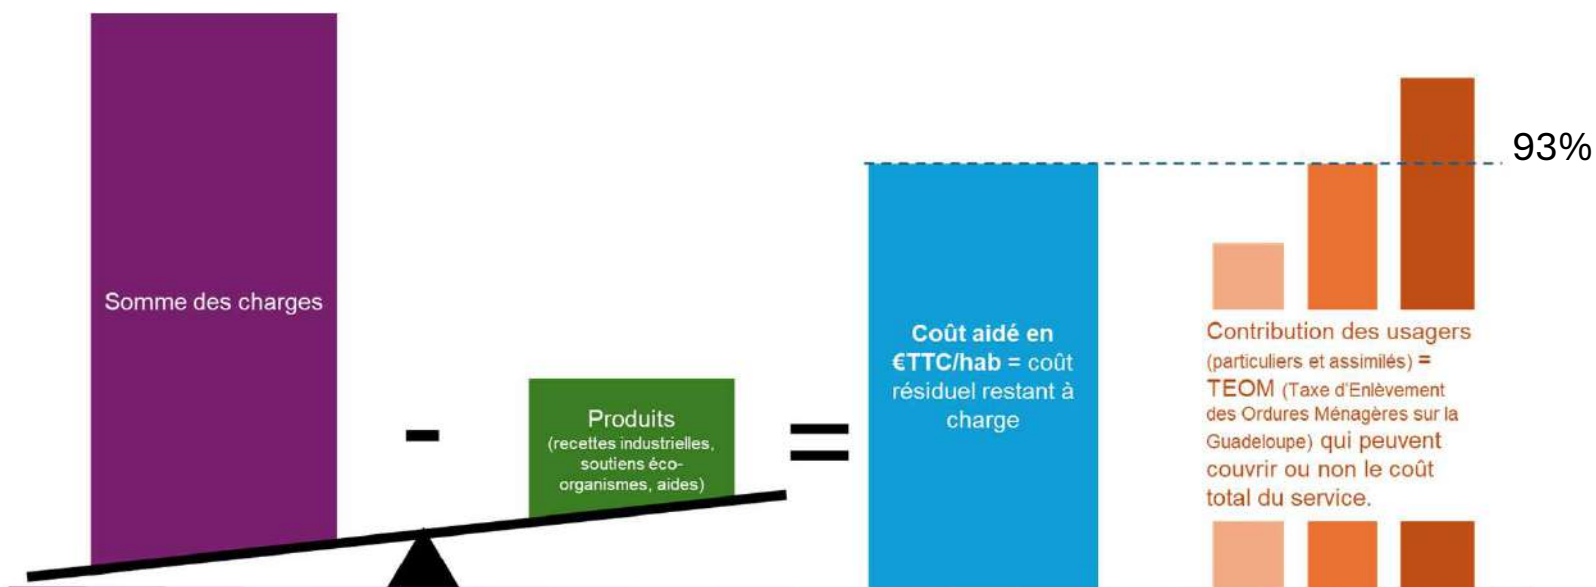 Somme des charges
-
Produits
(recettes industrielles,
soutiens éco-
organismes, aides)
=
Coût aidé en
€TTC/hab = coût
résiduel restant à
charge
93%
Contribution des usagers
(particuliers et assimilés) =
TEOM (Taxe d'Enlèvement
des Ordures Ménagères sur la
Guadeloupe) qui peuvent
couvrir ou non le coût
total du service.